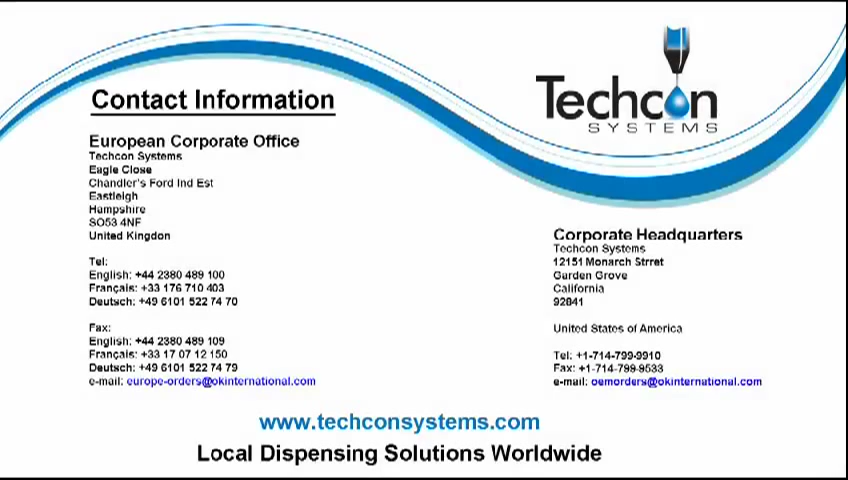 Techcon
SYSTEMS
Contact Information
European Corporate Office
Techcon Systems
Eagle Close
Chandler's Ford Ind Est
Eastleigh
Hampshire
SO53 4NF
United Kingdon
Tel:
English: +44 2380 489 100
Français: +33 176 710 403
Deutsch: +49 6101 522 74 70
Fax:
English: +44 2380 489 109
Français: +33 17 07 12 150
Deutsch: +49 6101 522 74 79
e-mail: europe-orders@okinternational.com
Corporate Headquarters
Techcon Systems
12151 Monarch Strret
Garden Grove
California
92841
United States of America
Tel: +1-714-799-9910
Fax: +1-714-799-9533
e-mail: oemorders@okinternational.com
www.techconsystems.com
Local Dispensing Solutions Worldwide